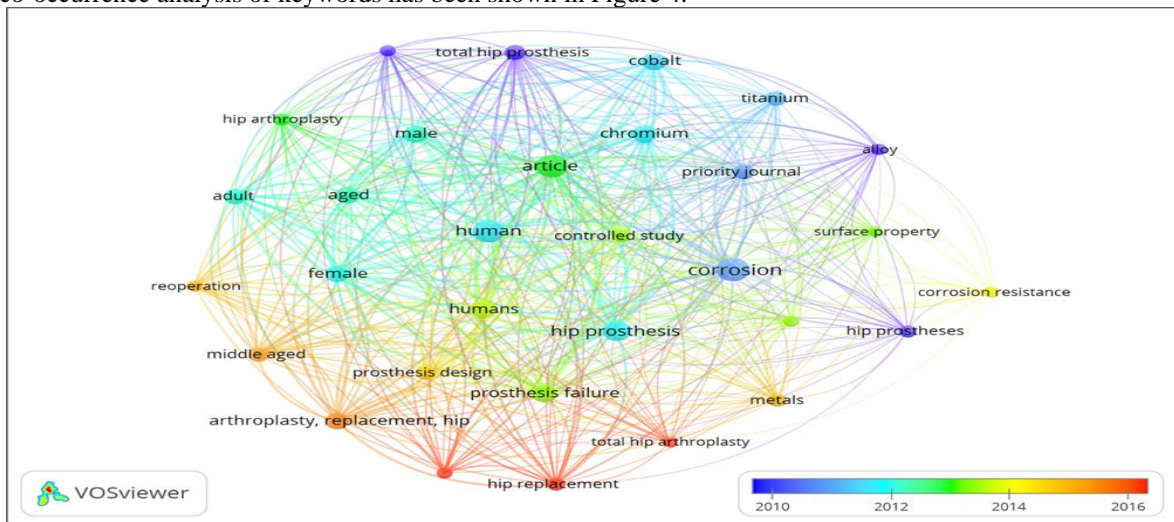 co-occurrence analysis of keywords has been shown in Figure 4.
total hip prosthesis
cobalt
titanium
hip arthroplasty
male
chromium
alloy
article
priority journal
adult
aged
human
controlled study
surface property
female
corrosion
reoperation
corrosion resistance
humans
hip prosthesis
hip prostheses
middle aged
prosthesis design
prosthesis failure
metals
arthroplasty, replacement, hip
total hip arthroplasty
hip replacement
VOSviewer
2010 2012 2014 2016